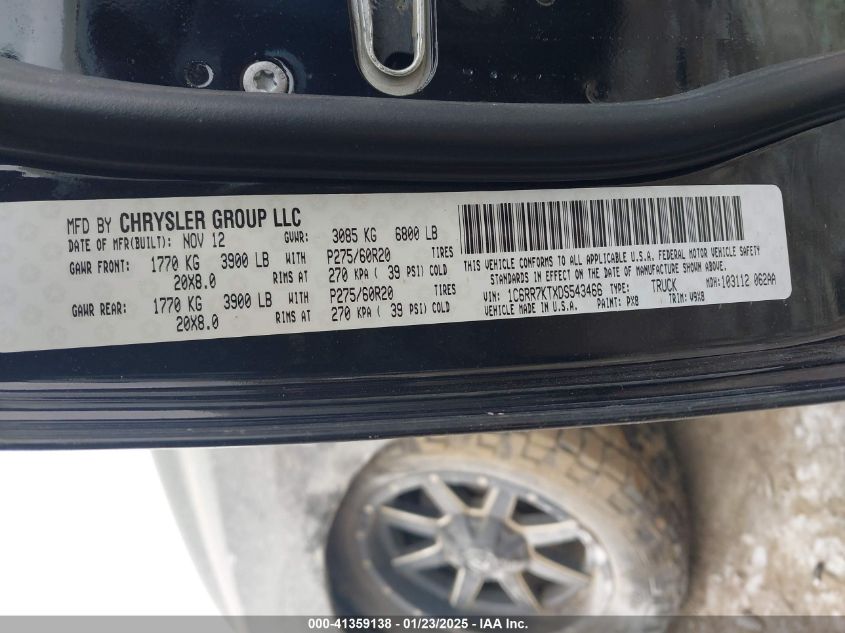 MFD BY CHRYSLER GROUP LLC
DATE OF MFR(BUILT): NOV 12 GVWR: 3085 KG 6800 LB
GAWR FRONT: 1770 KG 3900 LB WITH P275/60R20 TIRES
20X8.0 RIMS AT 270 KPA ( 39 PSI) COLD
GAWR REAR: 1770 KG 3900 LB WITH P275/60R20 TIRES
20X8.0 RIMS AT 270 KPA ( 39 PSI) COLD
THIS VEHICLE CONFORMS TO ALL APPLICABLE U.S.A. FEDERAL MOTOR VEHICLE SAFETY
STANDARDS IN EFFECT ON THE DATE OF MANUFACTURE SHOWN ABOVE.
VIN: 1C6RR7KTXDS543466 TYPE: TRUCK MDH: 103112 062AA
VEHICLE MADE IN U.S.A. PAINT: PX8 TRIM: V9X8
000-41359138 - 01/23/2025 - IAA Inc.